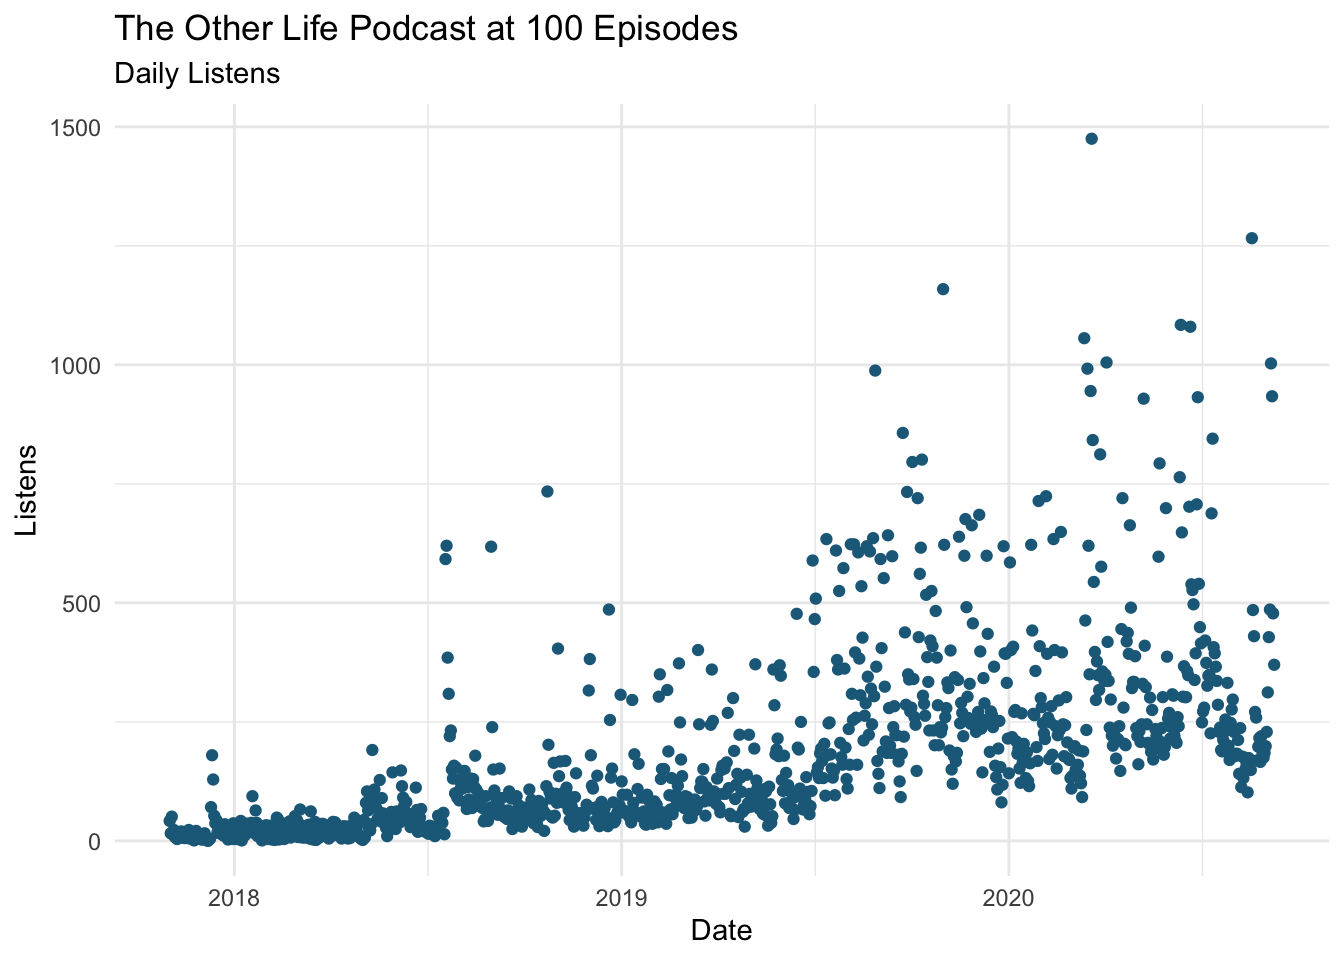 The Other Life Podcast at 100 Episodes
Daily Listens
1500
1000
500
0
Listens
2018 2019 2020
Date